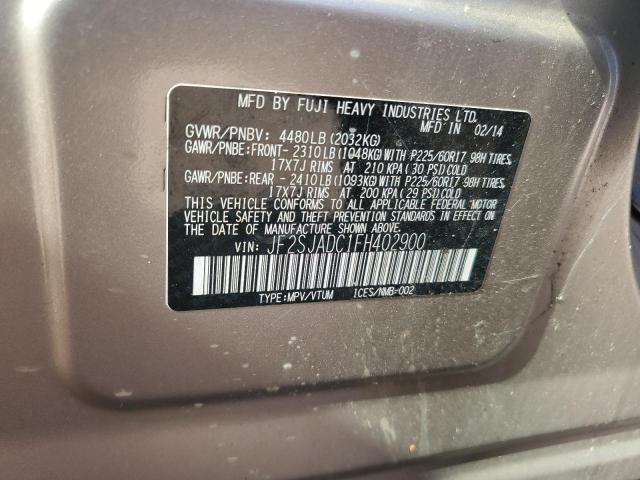 MFD BY FUJI HEAVY INDUSTRIES LTD.
MFD IN 02/14
GVWR/PNBV: 4480LB(2032KG)
GAWR/PNBE:FRONT-2310LB(1048KG)WITH P225/60R17 98H TIRES,
17X7J RIMS AT 210 KPA(30 PSI)COLD
GAWR/PNBE:REAR -2410LB(1093KG)WITH P225/60R17 98H TIRES,
17X7J RIMS AT 200 KPA(29 PSI)COLD
THIS VEHICLE CONFORMS TO ALL APPLICABLE FEDERAL MOTOR
VEHICLE SAFETY AND THEFT PREVENTION STANDARDS IN EFFECT
ON THE DATE OF MANUFACTURE SHOWN ABOVE.
VIN: JF2SJADC1FH402900
TYPE:MPV/VTUM ICES/NMB-002